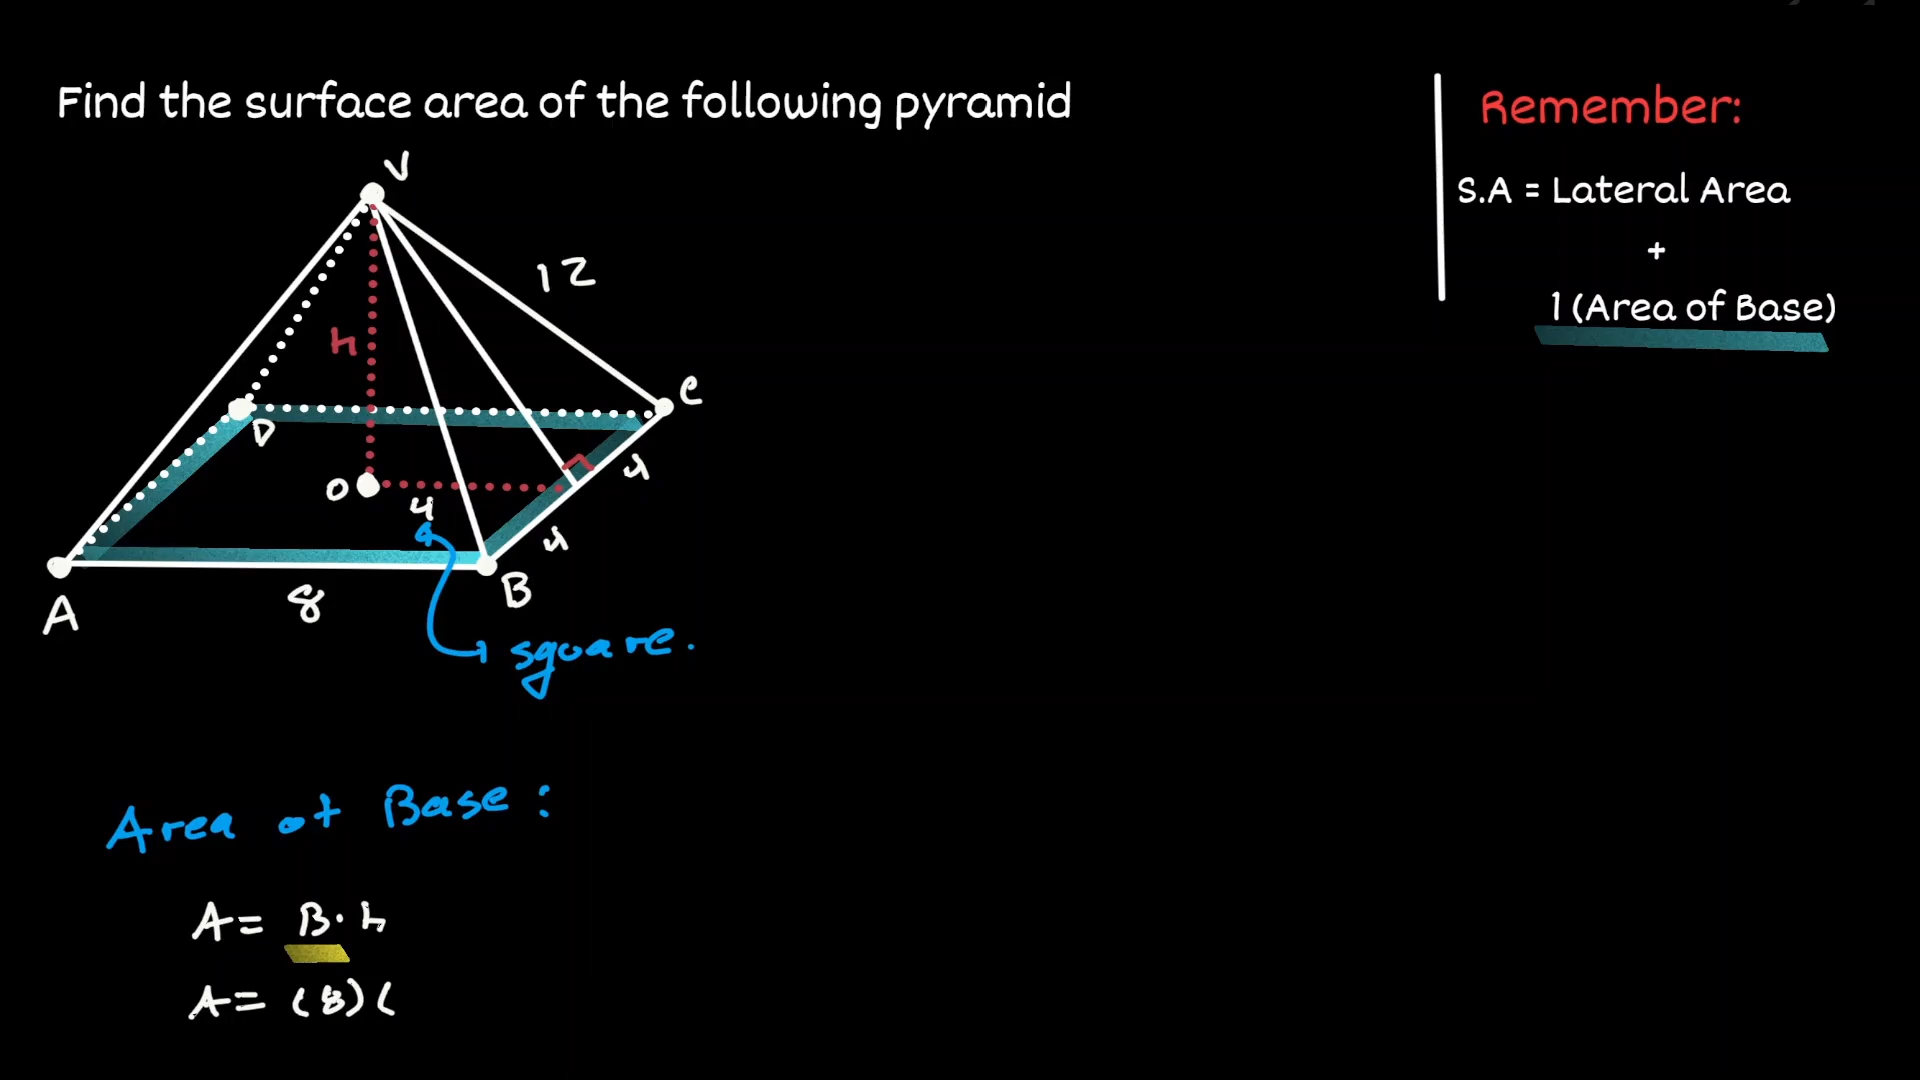 Find the surface area of the following pyramid
Remember:
S.A = Lateral Area
+
1 (Area of Base)
V
12
h
C
D
4
O
4
4
B
8
A
square.
Area of Base:
A = B · h
A = (8)(